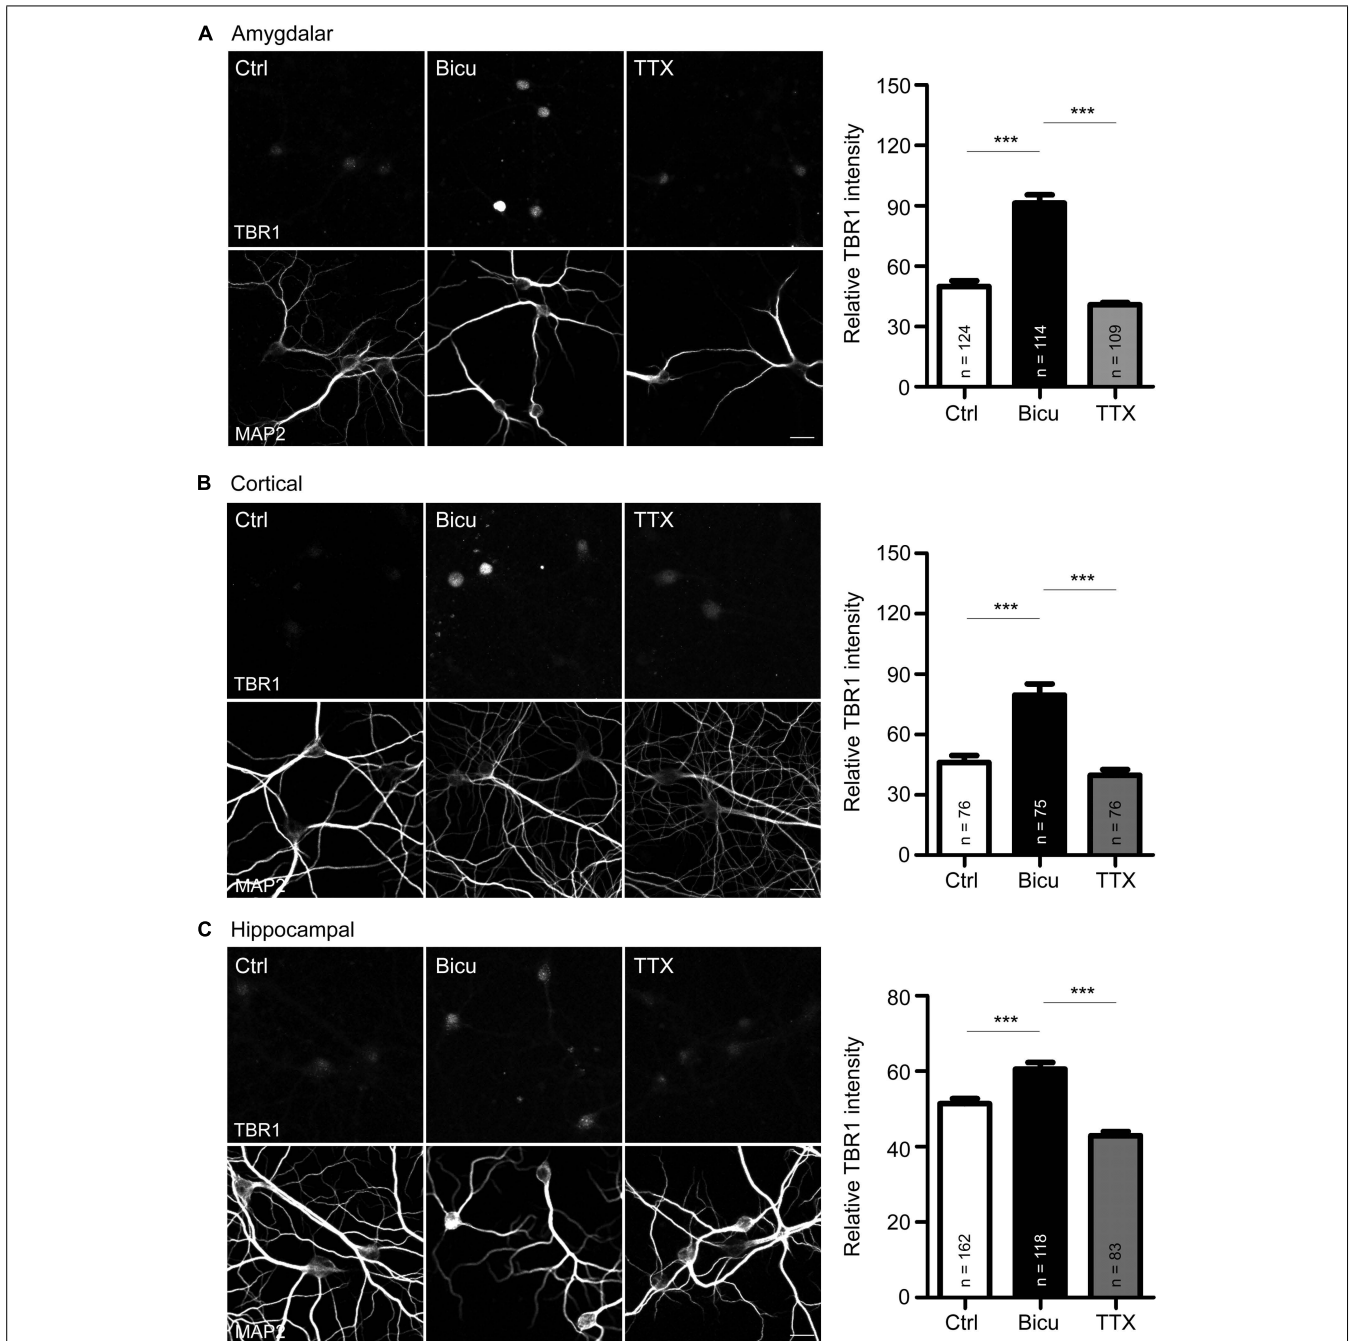 A Amygdalar
Ctrl
Bicu
TTX
TBR1
MAP2
150
120
90
60
30
0
Relative TBR1 intensity
***
***
n = 124
n = 114
n = 109
Ctrl
Bicu
TTX
B Cortical
Ctrl
Bicu
TTX
TBR1
MAP2
150
120
90
60
30
0
Relative TBR1 intensity
***
***
n = 76
n = 75
n = 76
Ctrl
Bicu
TTX
C Hippocampal
Ctrl
Bicu
TTX
TBR1
MAP2
80
60
40
20
0
Relative TBR1 intensity
***
***
n = 162
n = 118
n = 83
Ctrl
Bicu
TTX